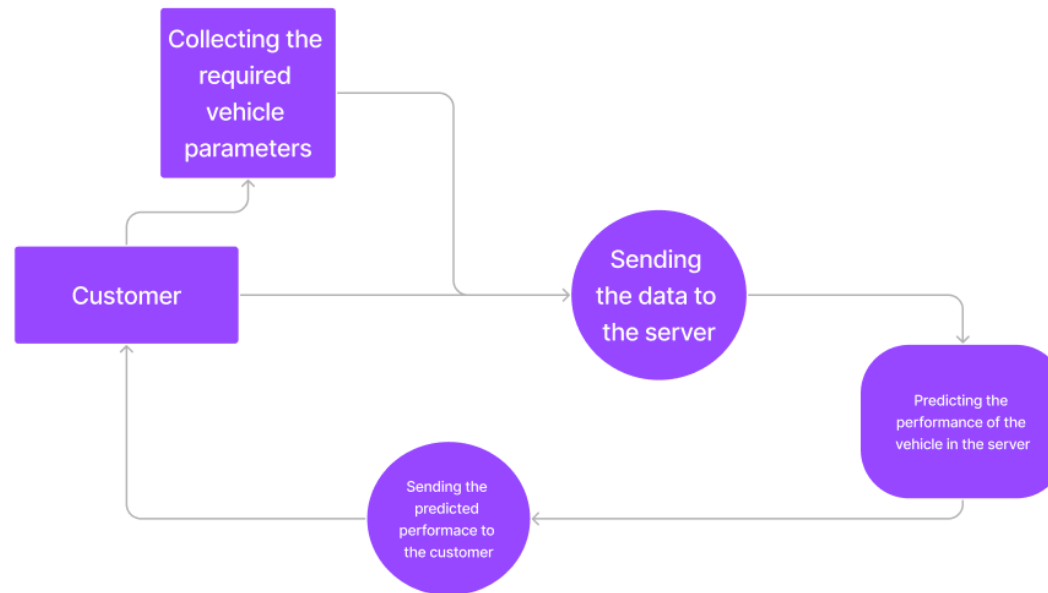 Collecting the
required
vehicle
parameters
Customer
Sending
the data to
the server
Predicting the
performance of the
vehicle in the server
Sending the
predicted
performace to
the customer